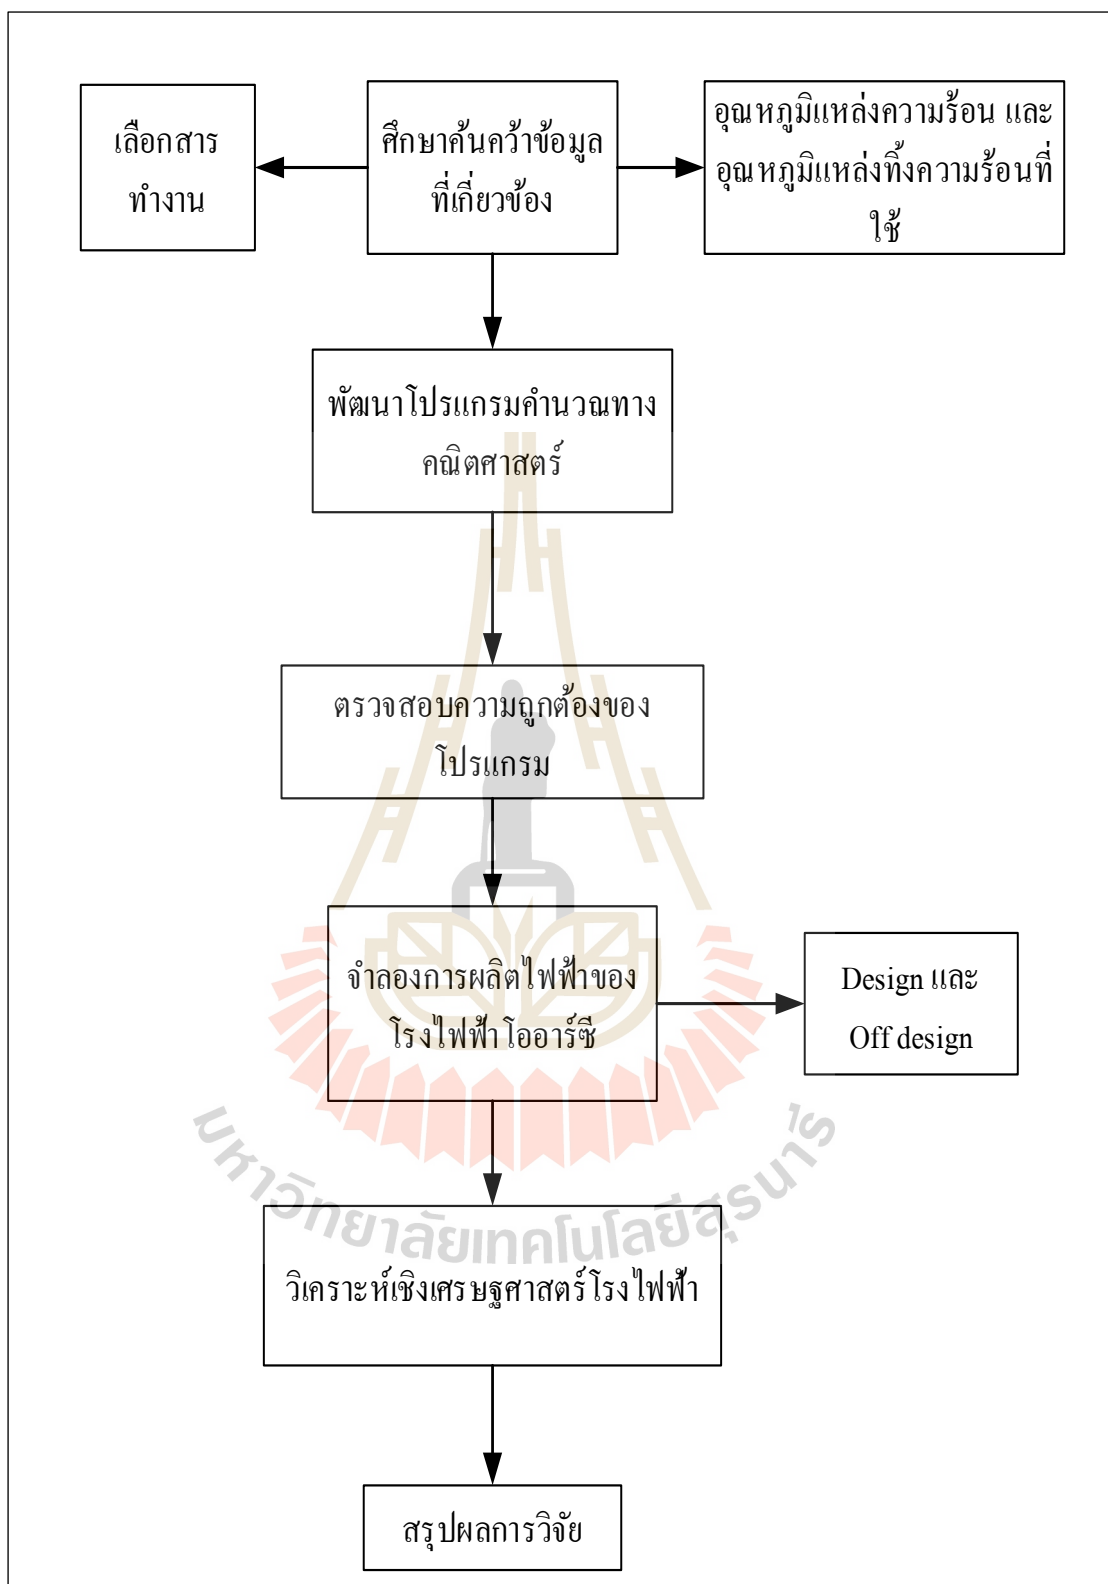 เลือกสาร
ทำงาน
ศึกษาค้นคว้าข้อมูล
ที่เกี่ยวข้อง
อุณหภูมิแหล่งความร้อน และ
อุณหภูมิแหล่งทิ้งความร้อนที่
ใช้
พัฒนาโปรแกรมคำนวณทาง
คณิตศาสตร์
ตรวจสอบความถูกต้องของ
โปรแกรม
จำลองการผลิตไฟฟ้าของ
โรงไฟฟ้าโออาร์ซี
Design และ
Off design
มหาวิทยาลัยเทคโนโลยีสุรนารี
วิเคราะห์เชิงเศรษฐศาสตร์โรงไฟฟ้า
สรุปผลการวิจัย